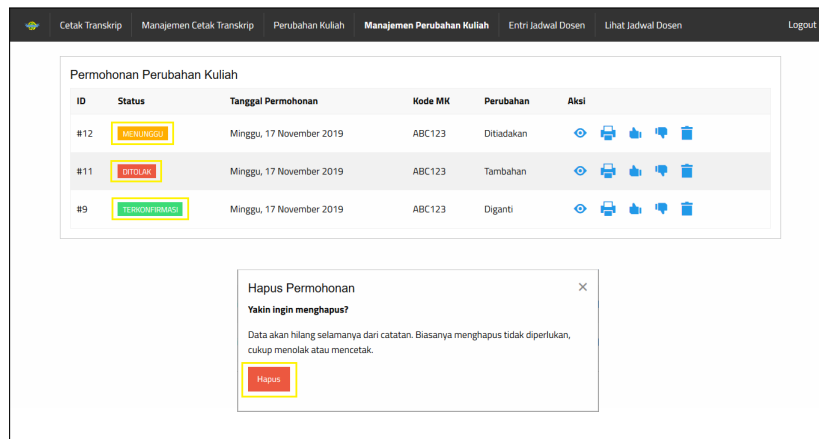 Cetak Transkrip Manajemen Cetak Transkrip Perubahan Kuliah Manajemen Perubahan Kuliah Entri Jadwal Dosen Lihat Jadwal Dosen Logout
Permohonan Perubahan Kuliah
ID Status Tanggal Permohonan Kode MK Perubahan Aksi
#12 MENUNGGU Minggu, 17 November 2019 ABC123 Ditiadakan
#11 DITOLAK Minggu, 17 November 2019 ABC123 Tambahan
#9 TERKONFIRMASI Minggu, 17 November 2019 ABC123 Diganti
Hapus Permohonan ×
Yakin ingin menghapus?
Data akan hilang selamanya dari catatan. Biasanya menghapus tidak diperlukan,
cukup menolak atau mencetak.
Hapus